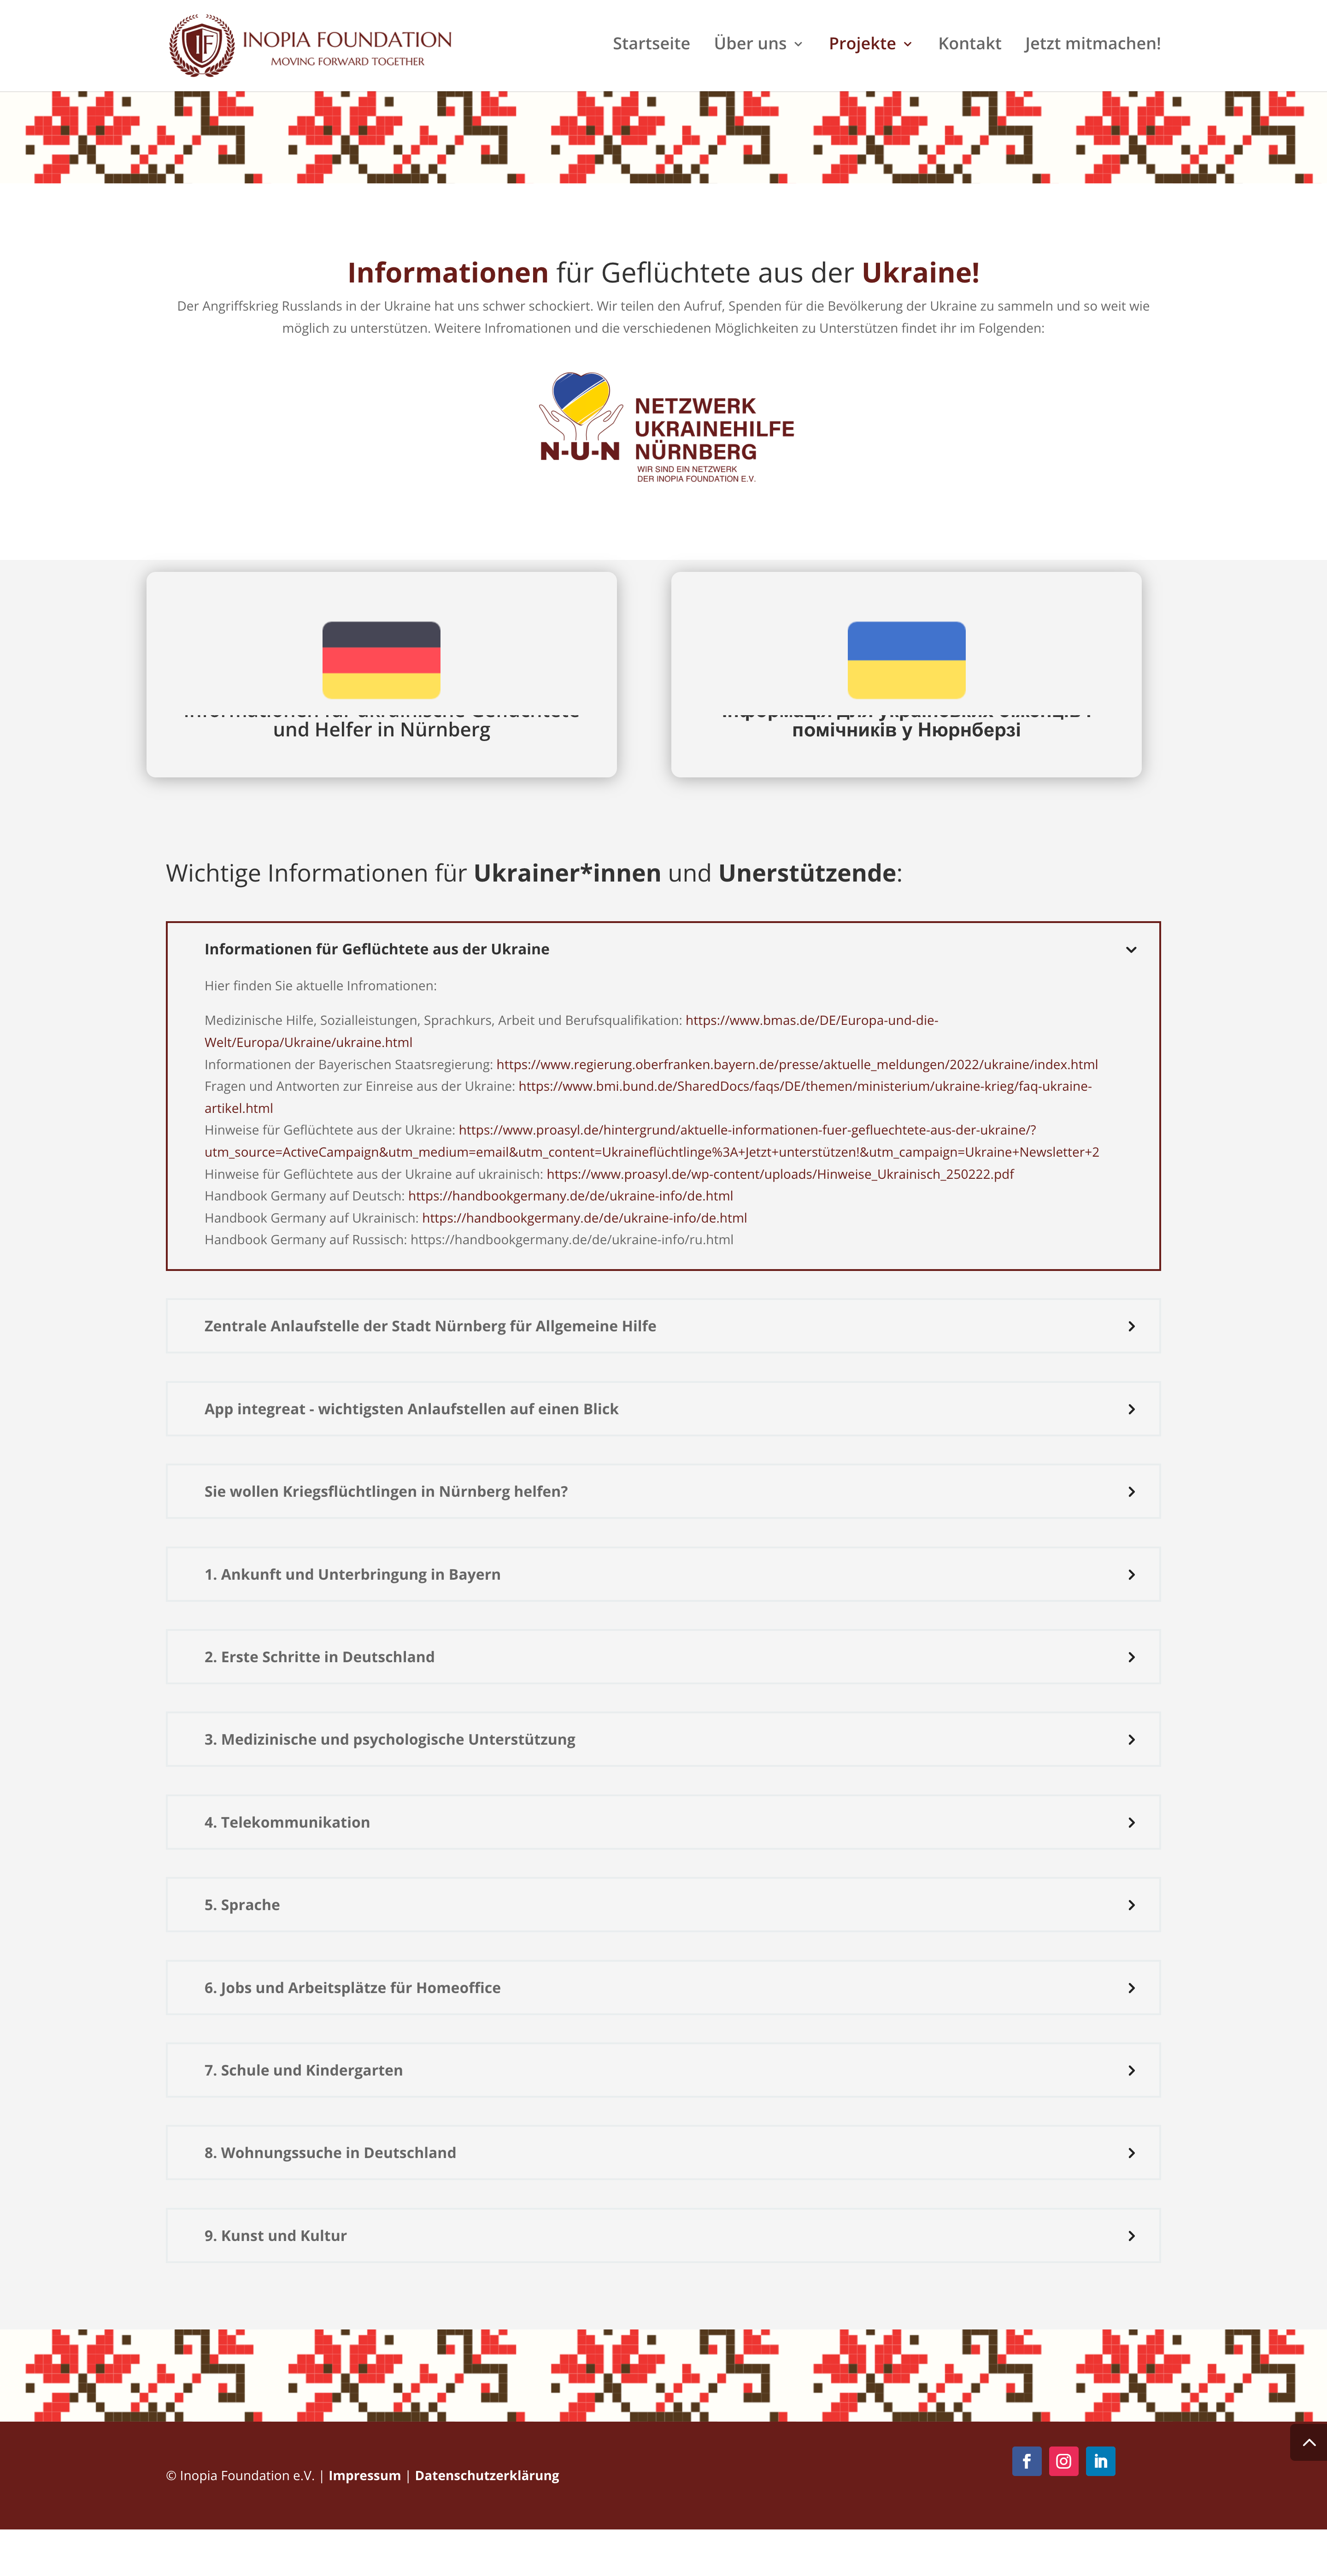 INOPIA FOUNDATION
MOVING FORWARD TOGETHER
Startseite Über uns Projekte Kontakt Jetzt mitmachen!
Informationen für Geflüchtete aus der Ukraine!
Der Angriffskrieg Russlands in der Ukraine hat uns schwer schockiert. Wir teilen den Aufruf, Spenden für die Bevölkerung der Ukraine zu sammeln und so weit wie
möglich zu unterstützen. Weitere Infromationen und die verschiedenen Möglichkeiten zu Unterstützen findet ihr im Folgenden:
N-U-N
NETZWERK
UKRAINEHILFE
NÜRNBERG
WIR SIND EIN NETZWERK
DER INOPIA FOUNDATION E.V.
Informationen für ukrainische Geflüchtete
und Helfer in Nürnberg
помічників у Нюрнберзі
Wichtige Informationen für Ukrainer*innen und Unerstützende:
Informationen für Geflüchtete aus der Ukraine
Hier finden Sie aktuelle Infromationen:
Medizinische Hilfe, Sozialleistungen, Sprachkurs, Arbeit und Berufsqualifikation: https://www.bmas.de/DE/Europa-und-die-
Welt/Europa/Ukraine/ukraine.html
Informationen der Bayerischen Staatsregierung: https://www.regierung.oberfranken.bayern.de/presse/aktuelle_meldungen/2022/ukraine/index.html
Fragen und Antworten zur Einreise aus der Ukraine: https://www.bmi.bund.de/SharedDocs/faqs/DE/themen/ministerium/ukraine-krieg/faq-ukraine-
artikel.html
Hinweise für Geflüchtete aus der Ukraine: https://www.proasyl.de/hintergrund/aktuelle-informationen-fuer-gefluechtete-aus-der-ukraine/?
utm_source=ActiveCampaign&utm_medium=email&utm_content=Ukraineflüchtlinge%3A+Jetzt+unterstützen!&utm_campaign=Ukraine+Newsletter+2
Hinweise für Geflüchtete aus der Ukraine auf ukrainisch: https://www.proasyl.de/wp-content/uploads/Hinweise_Ukrainisch_250222.pdf
Handbook Germany auf Deutsch: https://handbookgermany.de/de/ukraine-info/de.html
Handbook Germany auf Ukrainisch: https://handbookgermany.de/de/ukraine-info/de.html
Handbook Germany auf Russisch: https://handbookgermany.de/de/ukraine-info/ru.html
Zentrale Anlaufstelle der Stadt Nürnberg für Allgemeine Hilfe
App integreat - wichtigsten Anlaufstellen auf einen Blick
Sie wollen Kriegsflüchtlingen in Nürnberg helfen?
1. Ankunft und Unterbringung in Bayern
2. Erste Schritte in Deutschland
3. Medizinische und psychologische Unterstützung
4. Telekommunikation
5. Sprache
6. Jobs und Arbeitsplätze für Homeoffice
7. Schule und Kindergarten
8. Wohnungssuche in Deutschland
9. Kunst und Kultur
© Inopia Foundation e.V. | Impressum | Datenschutzerklärung